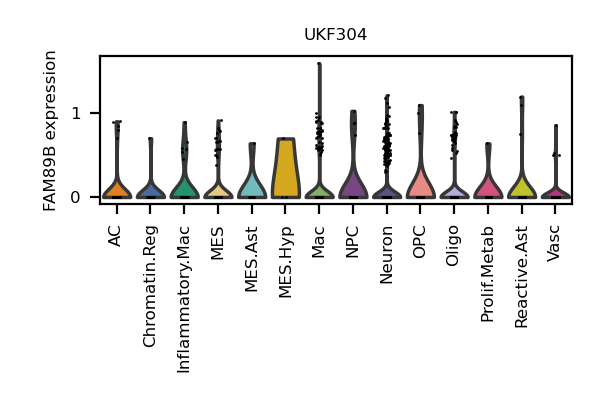 UKF304
FAM89B expression
1
0
AC
Chromatin.Reg
Inflammatory.Mac
MES
MES.Ast
MES.Hyp
Mac
NPC
Neuron
OPC
Oligo
Prolif.Metab
Reactive.Ast
Vasc